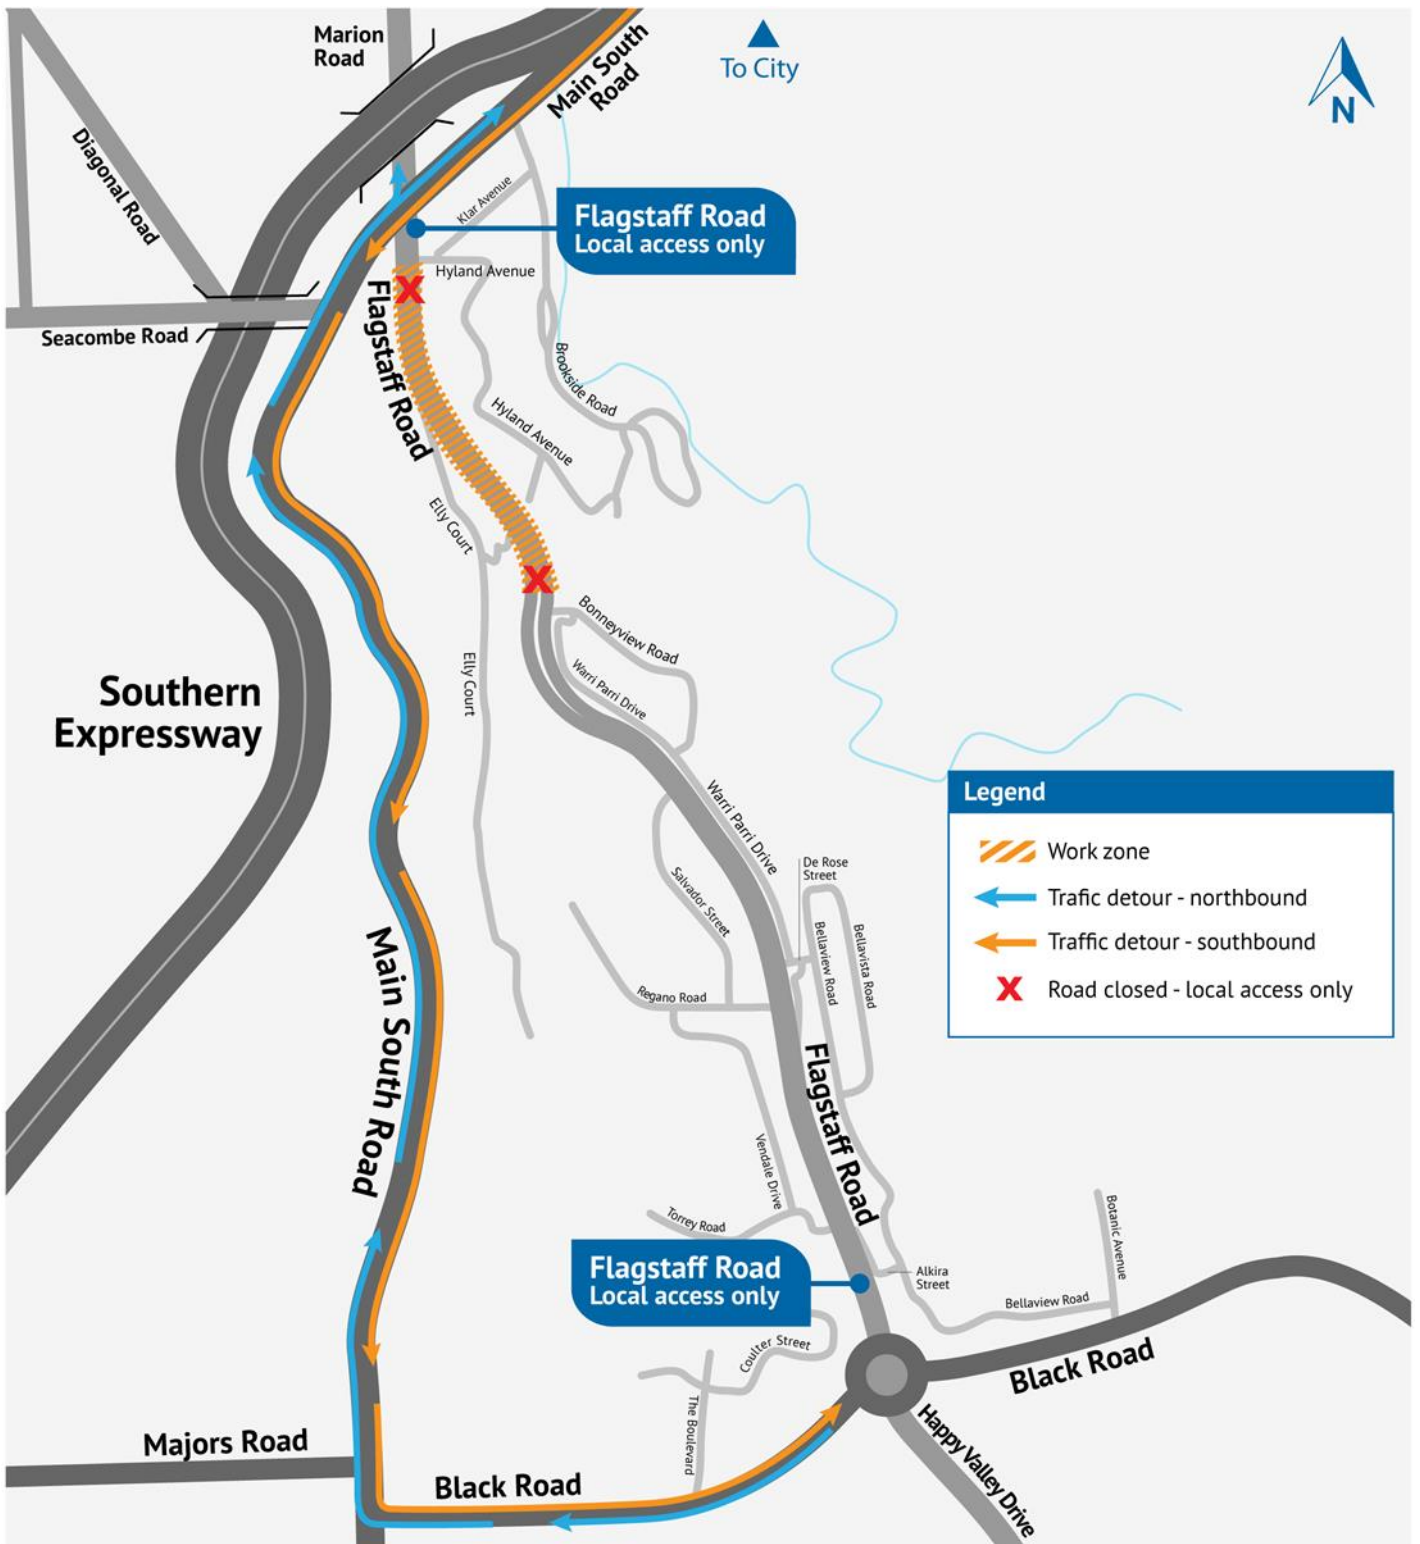 Marion
Road
Main South
Road
To City
N
Diagonal Road
Klar Avenue
Flagstaff Road
Local access only
Hyland Avenue
Seacombe Road
Flagstaff Road
Brookside Road
Hyland Avenue
Elly Court
Bonneyview Road
Elly Court
Warri Parri Drive
Southern
Expressway
Legend
Work zone
Trafic detour - northbound
Traffic detour - southbound
X Road closed - local access only
Warri Parri Drive
De Rose
Street
Salvador Street
Bellaview Road
Bellavista Road
Main South Road
Regano Road
Flagstaff Road
Vendale Drive
Torrey Road
Botanic Avenue
Flagstaff Road
Local access only
Alkira
Street
Bellaview Road
Coulter Street
Black Road
The Boulevard
Happy Valley Drive
Majors Road
Black Road
X
X